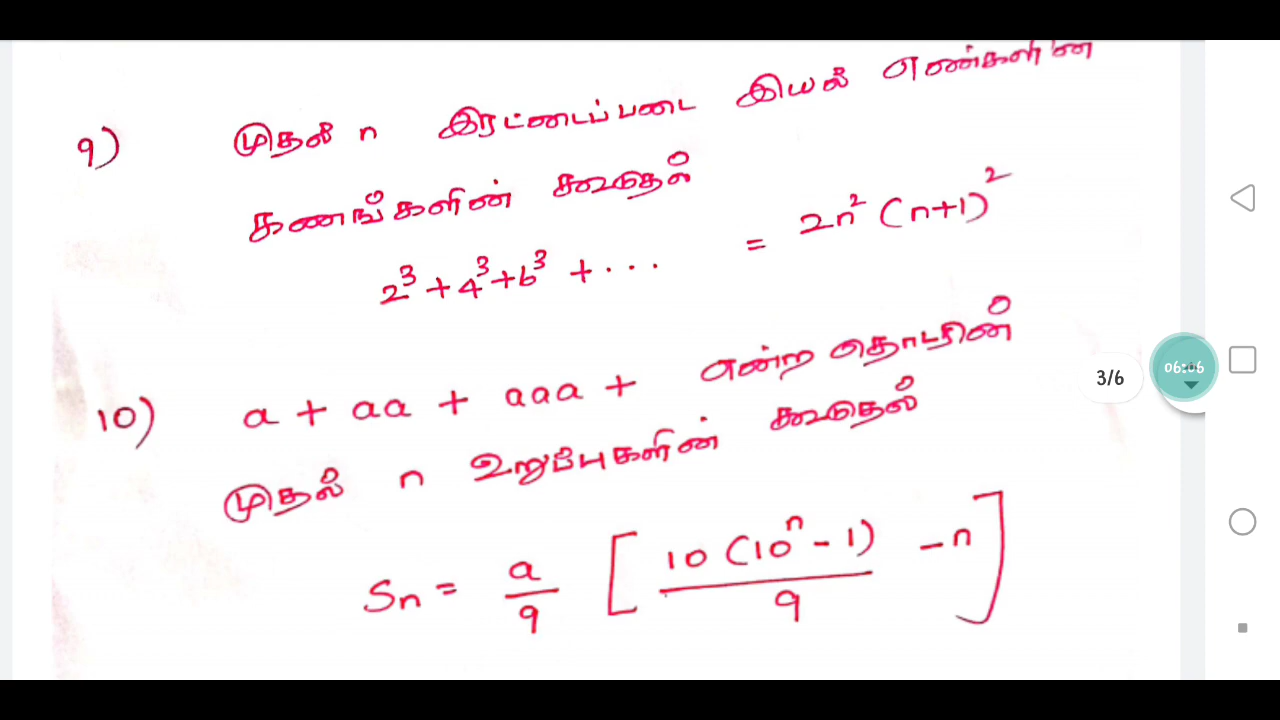 9) முதல் n இரட்டைப்படை இயல் எண்களின்
கணங்களின் கூடுதல்
2³ + 4³ + 6³ + ... = 2n² (n+1)²
10) a + aa + aaa + என்ற தொடரின்
முதல் n உறுப்புகளின் கூடுதல்
Sn = a/9 [ 10 (10ⁿ - 1)/9 - n ]
3/6